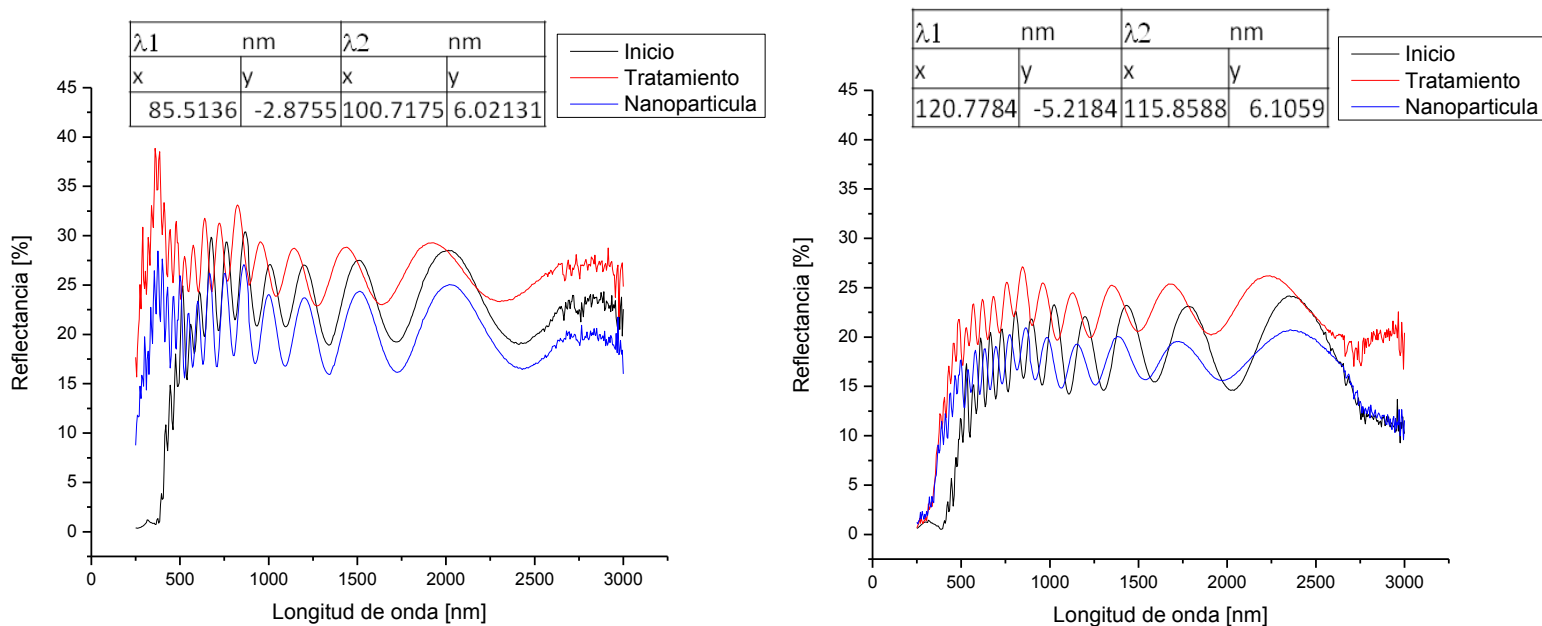 λ1 nm λ2 nm
x y x y
85.5136 -2.8755 100.7175 6.02131
Inicio
Tratamiento
Nanoparticula
45
40
35
30
25
20
15
10
5
0
Reflectancia [%]
0 500 1000 1500 2000 2500 3000
Longitud de onda [nm]
λ1 nm λ2 nm
x y x y
120.7784 -5.2184 115.8588 6.1059
Inicio
Tratamiento
Nanoparticula
45
40
35
30
25
20
15
10
5
0
Reflectancia [%]
0 500 1000 1500 2000 2500 3000
Longitud de onda [nm]